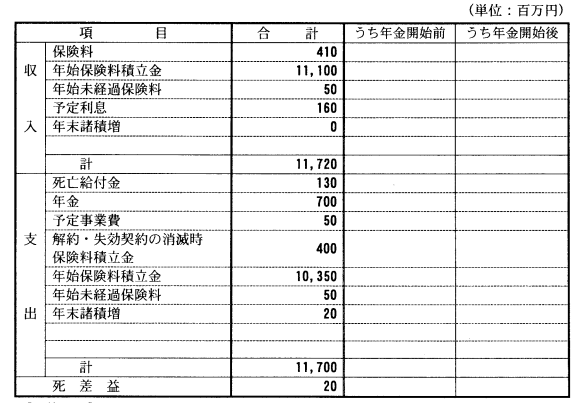 (単位：百万円)
項　目　合　計　うち年金開始前　うち年金開始後
保険料　410
収　年始保険料積立金　11,100
年始未経過保険料　50
予定利息　160
入　年末諸積増　0
計　11,720
死亡給付金　130
年金　700
予定事業費　50
支　解約・失効契約の消滅時
保険料積立金　400
年始保険料積立金　10,350
年始未経過保険料　50
出　年末諸積増　20
計　11,700
死　差　益　20